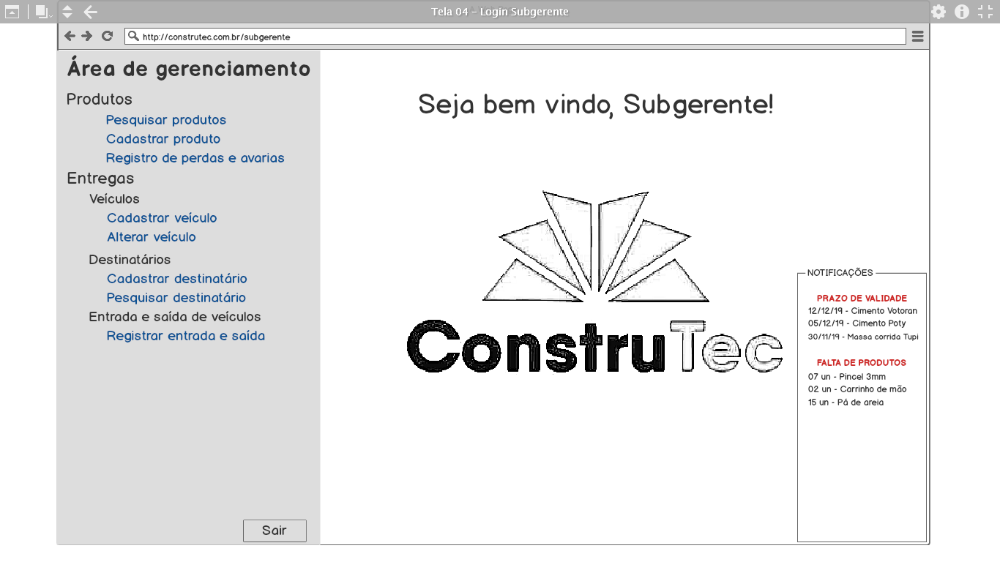 Tela 04 - Login Subgerente
http://construtec.com.br/subgerente
Área de gerenciamento
Produtos
Pesquisar produtos
Cadastrar produto
Registro de perdas e avarias
Entregas
Veículos
Cadastrar veículo
Alterar veículo
Destinatários
Cadastrar destinatário
Pesquisar destinatário
Entrada e saída de veículos
Registrar entrada e saída
Sair
Seja bem vindo, Subgerente!
ConstruTec
NOTIFICAÇÕES
PRAZO DE VALIDADE
12/12/19 - Cimento Votoran
05/12/19 - Cimento Poty
30/11/19 - Massa corrida Tupi
FALTA DE PRODUTOS
07 un - Pincel 3mm
02 un - Carrinho de mão
15 un - Pá de areia